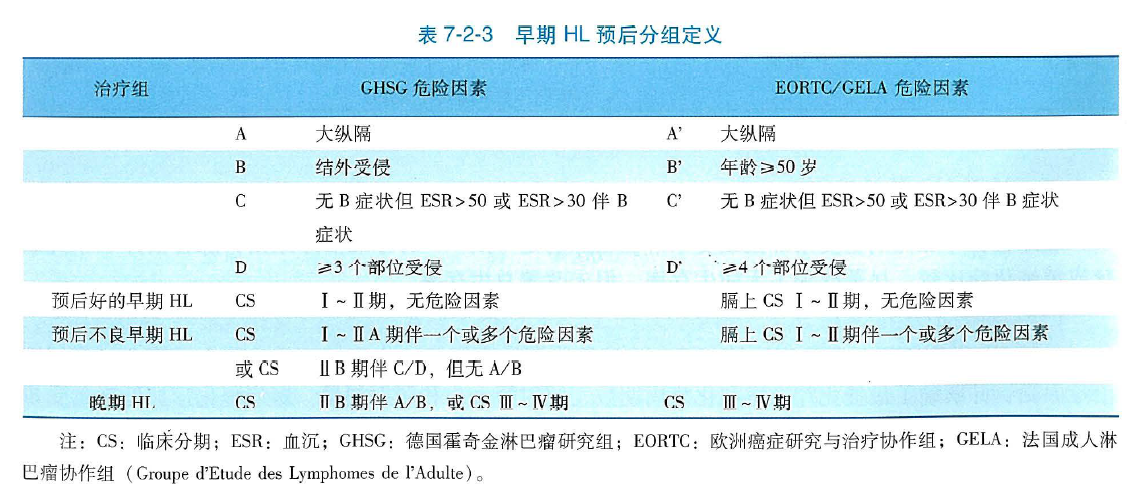 表 7-2-3 早期 HL 预后分组定义
治疗组 GHSG 危险因素 EORTC/GELA 危险因素
A 大纵隔 A' 大纵隔
B 结外受侵 B' 年龄≥50 岁
C 无 B 症状但 ESR>50 或 ESR>30 伴 B C' 无 B 症状但 ESR>50 或 ESR>30 伴 B 症状
症状
D ≥3 个部位受侵 D' ≥4 个部位受侵
预后好的早期 HL CS Ⅰ~Ⅱ期，无危险因素 膈上 CS Ⅰ~Ⅱ期，无危险因素
预后不良早期 HL CS Ⅰ~ⅡA 期伴一个或多个危险因素 膈上 CS Ⅰ~Ⅱ期伴一个或多个危险因素
或 CS ⅡB 期伴 C/D，但无 A/B
晚期 HL CS ⅡB 期伴 A/B，或 CS Ⅲ~Ⅳ期 CS Ⅲ~Ⅳ期
注：CS：临床分期；ESR：血沉；GHSG：德国霍奇金淋巴瘤研究组；EORTC：欧洲癌症研究与治疗协作组；GELA：法国成人淋
巴瘤协作组（Groupe d'Etude des Lymphomes de l'Adulte）。